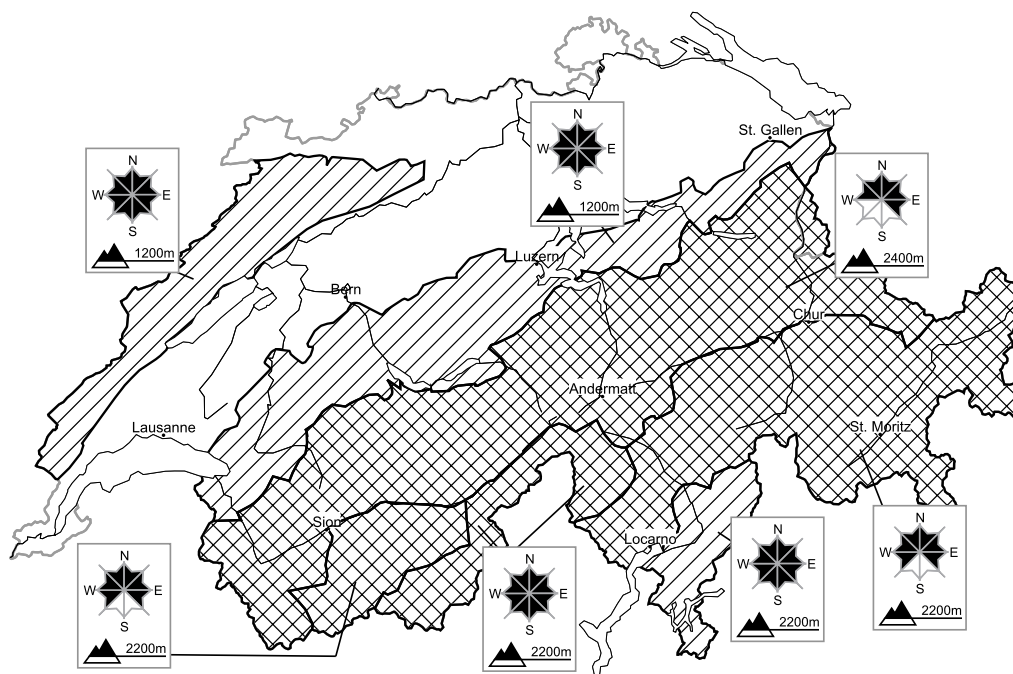 St. Gallen
N
W E
S
1200m
N
W E
S
1200m
N
W E
S
2400m
Luzern
Bern
Chur
Andermatt
Lausanne
St. Moritz
Sion
Locarno
N
W E
S
2200m
N
W E
S
2200m
N
W E
S
2200m
N
W E
S
2200m